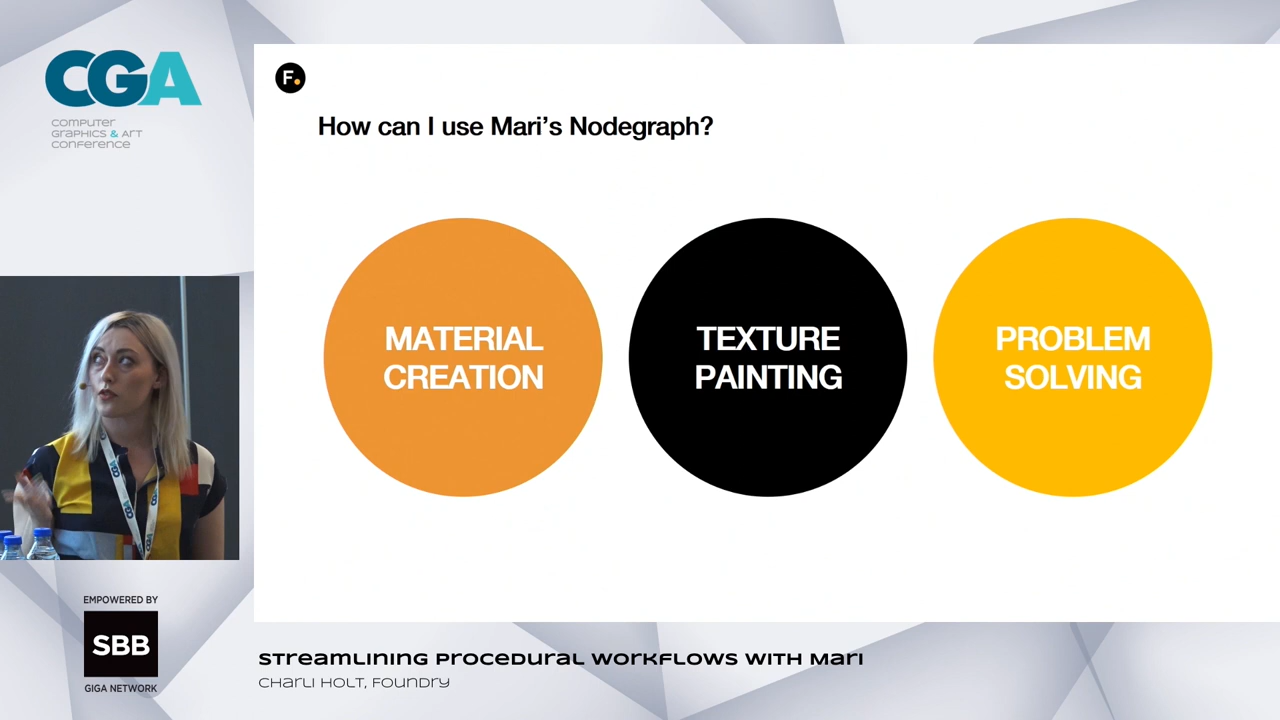 CGA
COMPUTER
GRAPHICS & ART
CONFERENCE
F.
How can I use Mari’s Nodegraph?
MATERIAL
CREATION
TEXTURE
PAINTING
PROBLEM
SOLVING
EMPOWERED BY
SBB
GIGA NETWORK
STREAMLINING PROCEDURAL WORKFLOWS WITH MARI
CHARLI HOLT, FOUNDRY